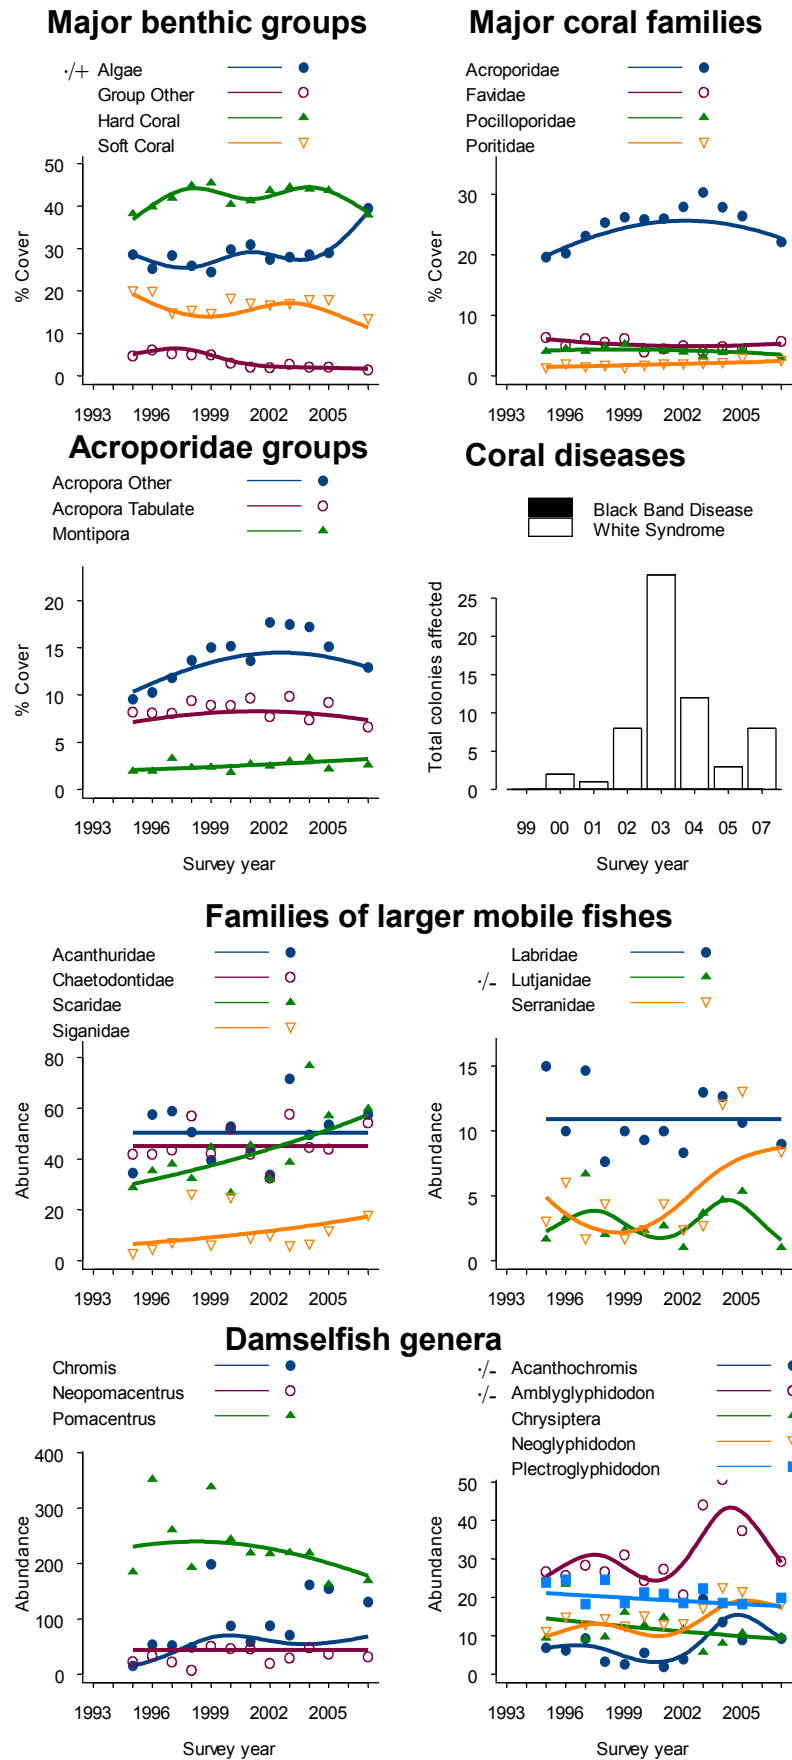 Major benthic groups
·/+ Algae
Group Other
Hard Coral
Soft Coral
50
40
30
20
10
0
% Cover
1993 1996 1999 2002 2005
Major coral families
Acroporidae
Favidae
Pocilloporidae
Poritidae
30
20
10
0
% Cover
1993 1996 1999 2002 2005
Acroporidae groups
Acropora Other
Acropora Tabulate
Montipora
20
15
10
5
0
% Cover
1993 1996 1999 2002 2005
Survey year
Coral diseases
Black Band Disease
White Syndrome
25
20
15
10
5
0
Total colonies affected
99 00 01 02 03 04 05 07
Survey year
Families of larger mobile fishes
Acanthuridae
Chaetodontidae
Scaridae
Siganidae
80
60
40
20
0
Abundance
1993 1996 1999 2002 2005
Labridae
·/- Lutjanidae
Serranidae
15
10
5
0
Abundance
1993 1996 1999 2002 2005
Damselfish genera
Chromis
Neopomacentrus
Pomacentrus
400
300
200
100
0
Abundance
1993 1996 1999 2002 2005
Survey year
·/- Acanthochromis
·/- Amblyglyphidodon
Chrysiptera
Neoglyphidodon
Plectroglyphidodon
50
40
30
20
10
0
Abundance
1993 1996 1999 2002 2005
Survey year